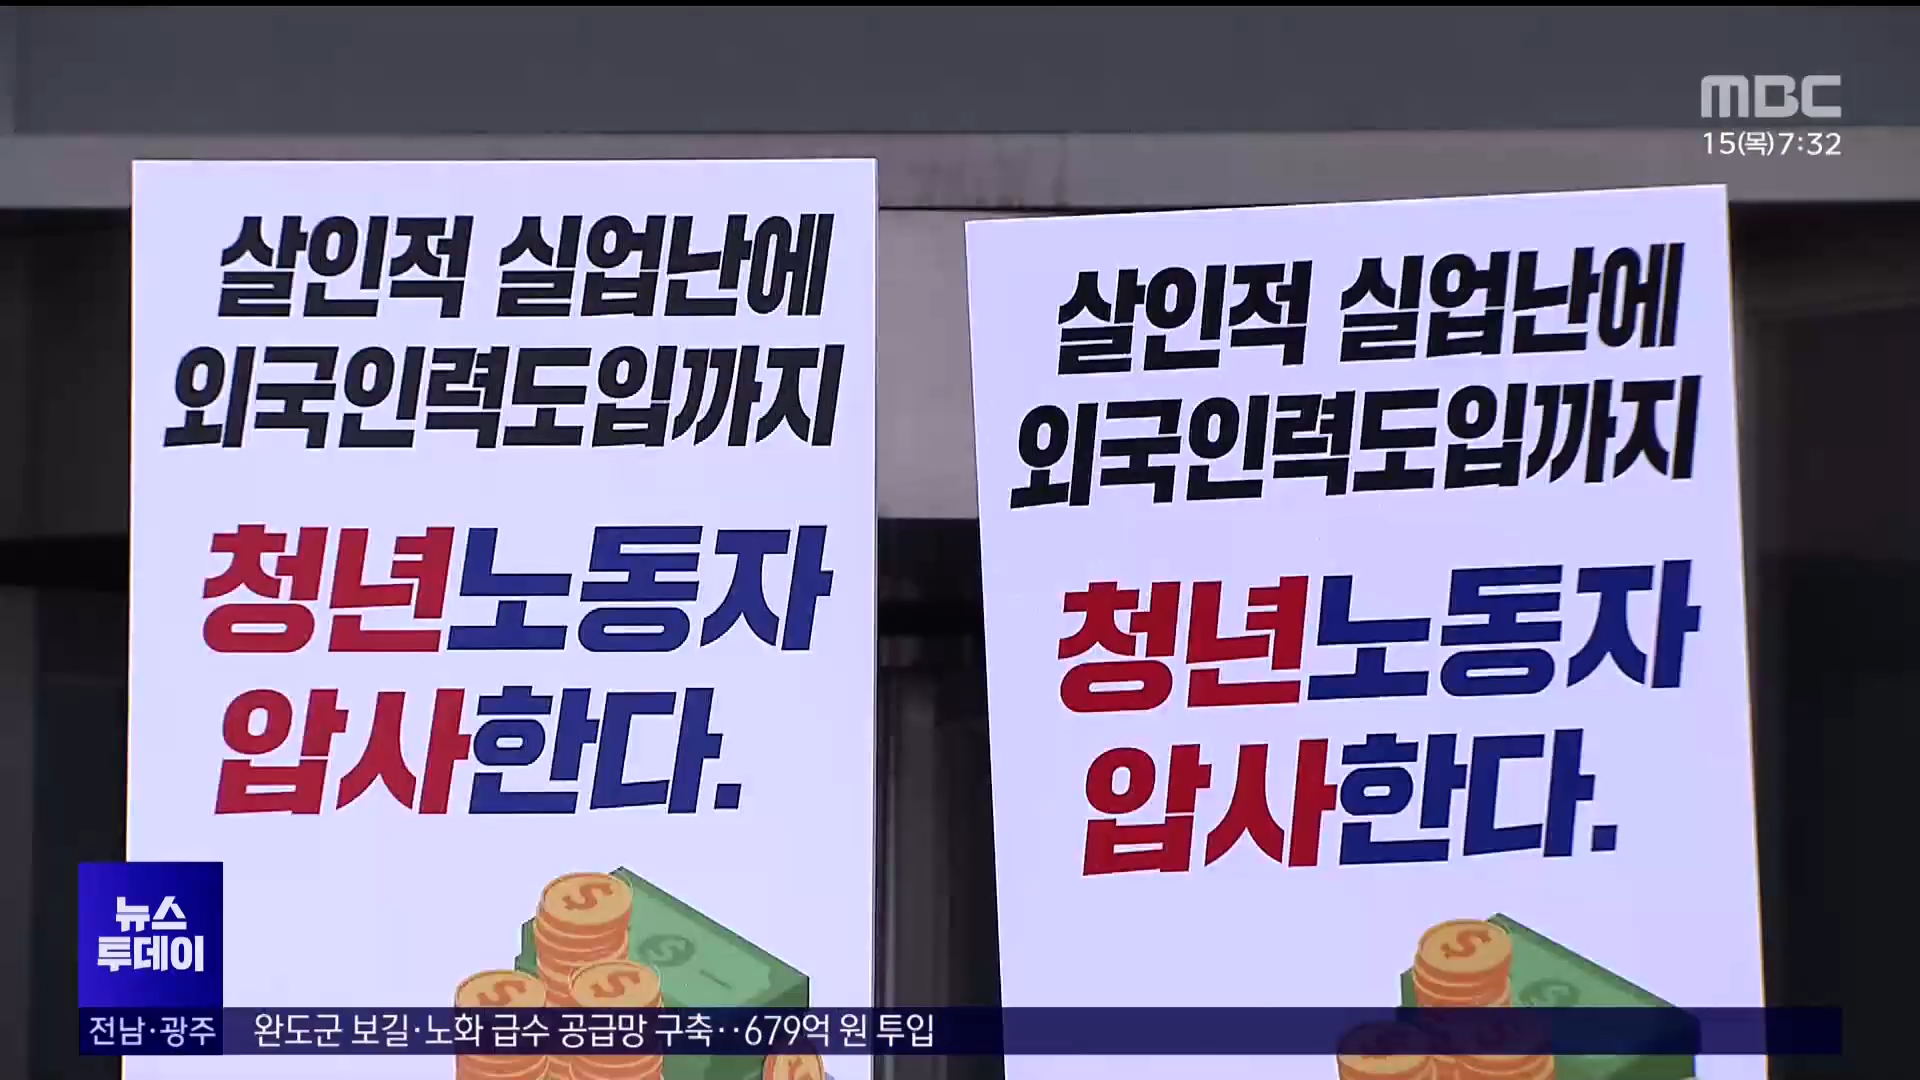 MBC
15(목)7:32
살인적 실업난에
외국인력도입까지
청년노동자
압사한다.
살인적 실업난에
외국인력도입까지
청년노동자
압사한다.
뉴스
투데이
전남·광주 완도군 보길·노화 급수 공급망 구축··679억 원 투입